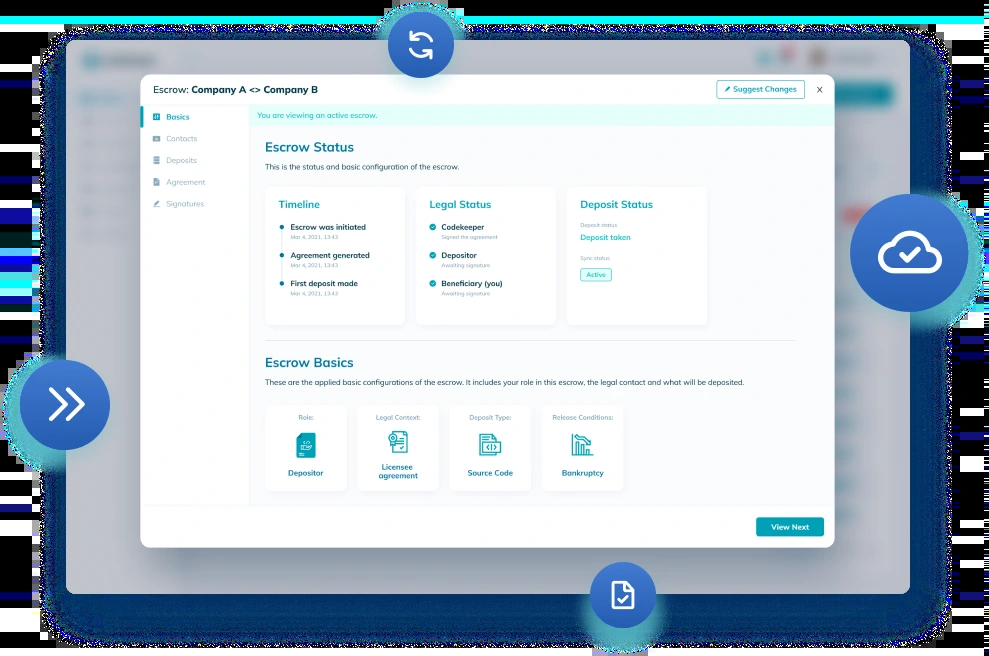 Escrow: Company A <> Company B
Suggest Changes
X
Basics
Contacts
Deposits
Agreement
Signatures
You are viewing an active escrow.
Escrow Status
This is the status and basic configuration of the escrow.
Timeline
Escrow was initiated
Mar 4, 2021, 13:43
Agreement generated
Mar 4, 2021, 13:43
First deposit made
Mar 4, 2021, 13:43
Legal Status
Codekeeper
Signed the agreement
Depositor
Awaiting signature
Beneficiary (you)
Awaiting signature
Deposit Status
Deposit status
Deposit taken
Sync status
Active
Escrow Basics
These are the applied basic configurations of the escrow. It includes your role in this escrow, the legal contact and what will be deposited.
Role:
Depositor
Legal Context:
Licensee
agreement
Deposit Type:
Source Code
Release Conditions:
Bankruptcy
View Next